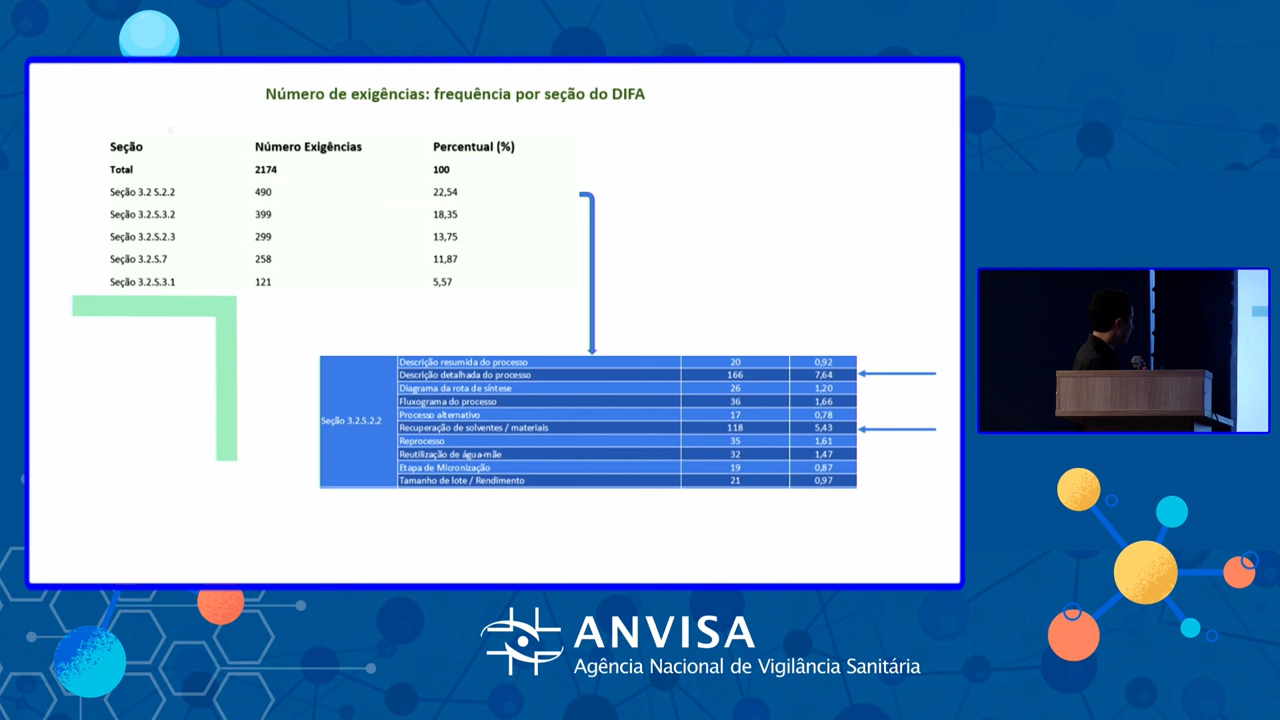 Número de exigências: frequência por seção do DIFA
Seção Número Exigências Percentual (%)
Total 2174 100
Seção 3.2 S.2.2 490 22,54
Seção 3.2.S.3.2 399 18,35
Seção 3.2.S.2.3 299 13,75
Seção 3.2.S.7 258 11,87
Seção 3.2.S.3.1 121 5,57
Seção 3.2.S.2.2
Descrição resumida do processo 20 0,92
Descrição detalhada do processo 166 7,64
Diagrama da rota de síntese 26 1,20
Fluxograma do processo 36 1,66
Processo alternativo 17 0,78
Recuperação de solventes / materiais 118 5,43
Reprocesso 35 1,61
Reutilização de água-mãe 32 1,47
Etapa de Micronização 19 0,87
Tamanho de lote / Rendimento 21 0,97
ANVISA
Agência Nacional de Vigilância Sanitária